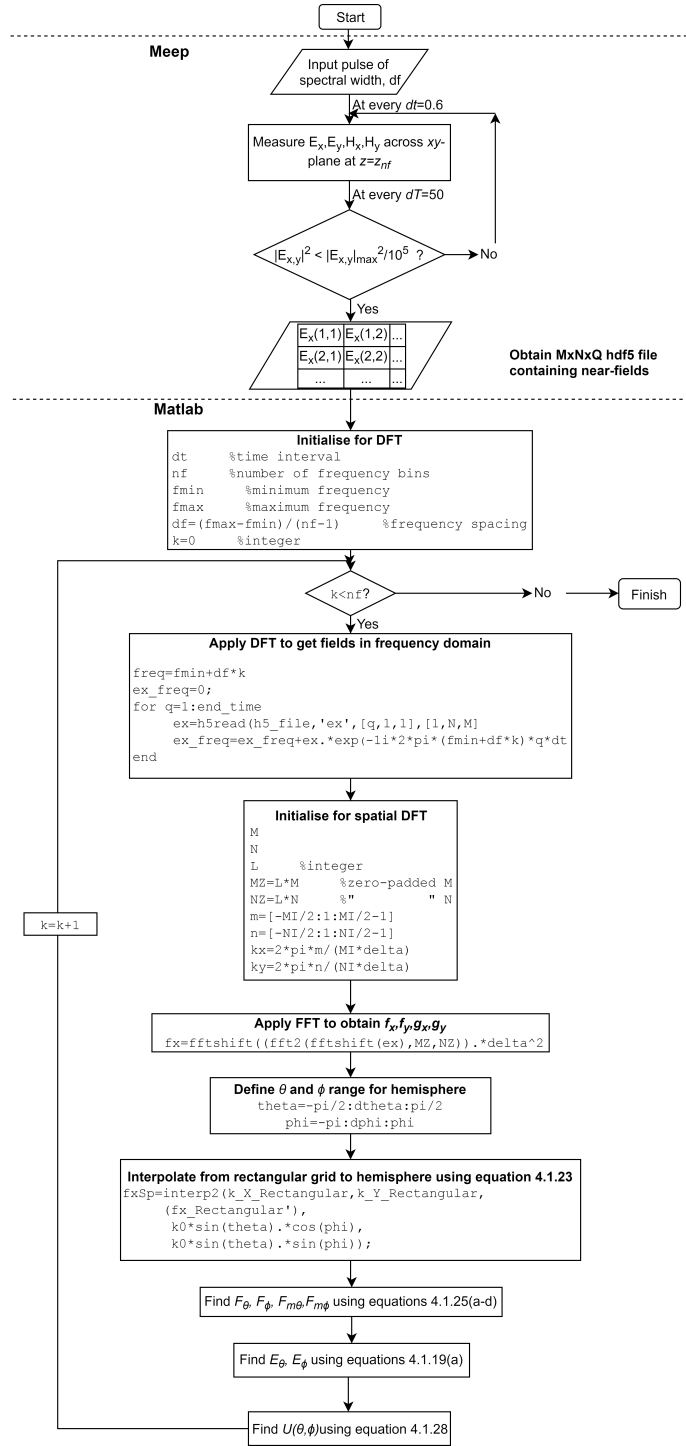 Start
Meep
Input pulse of
spectral width, df
At every dt=0.6
Measure Ex,Ey,Hx,Hy across xy-
plane at z=znf
At every dT=50
|Ex,y|² < |Ex,y|max²/10⁵ ?
No
Yes
Ex(1,1) Ex(1,2) ...
Ex(2,1) Ex(2,2) ...
... ... ...
Obtain MxNxQ hdf5 file
containing near-fields
Matlab
Initialise for DFT
dt %time interval
nf %number of frequency bins
fmin %minimum frequency
fmax %maximum frequency
df=(fmax-fmin)/(nf-1) %frequency spacing
k=0 %integer
k<nf?
No
Finish
Yes
Apply DFT to get fields in frequency domain
freq=fmin+df*k
ex_freq=0;
for q=1:end_time
ex=h5read(h5_file,'ex',[q,1,1],[1,N,M]
ex_freq=ex_freq+ex.*exp(-1i*2*pi*(fmin+df*k)*q*dt
end
Initialise for spatial DFT
M
N
L %integer
MZ=L*M %zero-padded M
NZ=L*N %" " N
m=[-MI/2:1:MI/2-1]
n=[-NI/2:1:NI/2-1]
kx=2*pi*m/(MI*delta)
ky=2*pi*n/(NI*delta)
k=k+1
Apply FFT to obtain fx,fy,gx,gy
fx=fftshift((fft2(fftshift(ex),MZ,NZ)).*delta^2
Define θ and ϕ range for hemisphere
theta=-pi/2:dtheta:pi/2
phi=-pi:dphi:phi
Interpolate from rectangular grid to hemisphere using equation 4.1.23
fxSp=interp2(k_X_Rectangular,k_Y_Rectangular,
(fx_Rectangular'),
k0*sin(theta).*cos(phi),
k0*sin(theta).*sin(phi));
Find Fθ, Fϕ, Fmθ,Fmϕ using equations 4.1.25(a-d)
Find Eθ, Eϕ using equations 4.1.19(a)
Find U(θ,ϕ)using equation 4.1.28